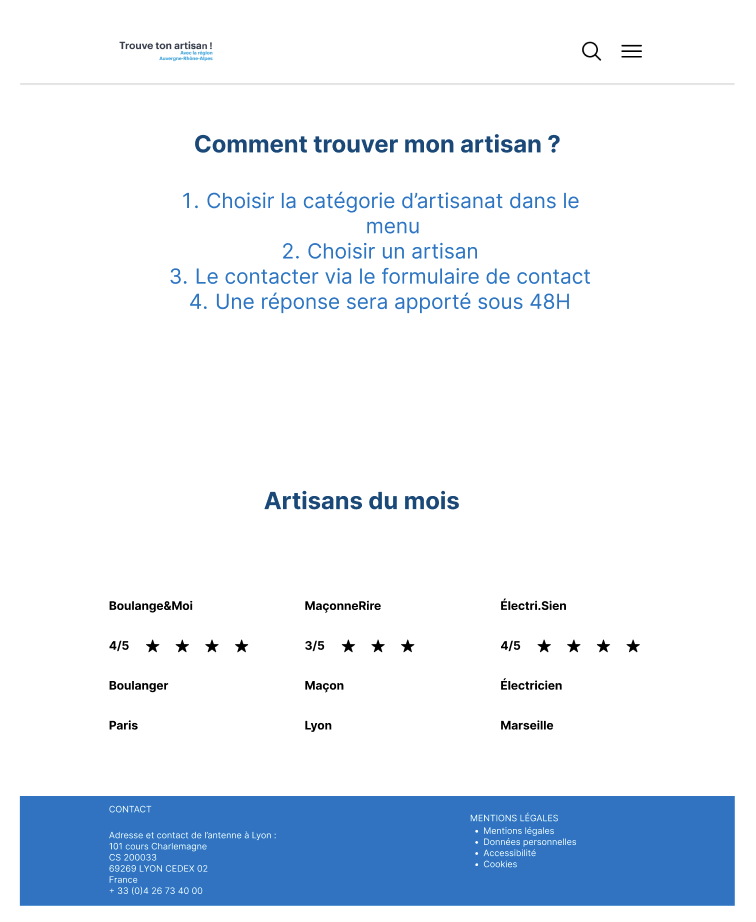 Trouve ton artisan !
Avec la région
Auvergne-Rhône-Alpes
Comment trouver mon artisan ?
1. Choisir la catégorie d’artisanat dans le
menu
2. Choisir un artisan
3. Le contacter via le formulaire de contact
4. Une réponse sera apporté sous 48H
Artisans du mois
Boulange&Moi
4/5
Boulanger
Paris
MaçonneRire
3/5
Maçon
Lyon
Électri.Sien
4/5
Électricien
Marseille
CONTACT
Adresse et contact de l’antenne à Lyon :
101 cours Charlemagne
CS 200033
69269 LYON CEDEX 02
France
+ 33 (0)4 26 73 40 00
MENTIONS LÉGALES
• Mentions légales
• Données personnelles
• Accessibilité
• Cookies